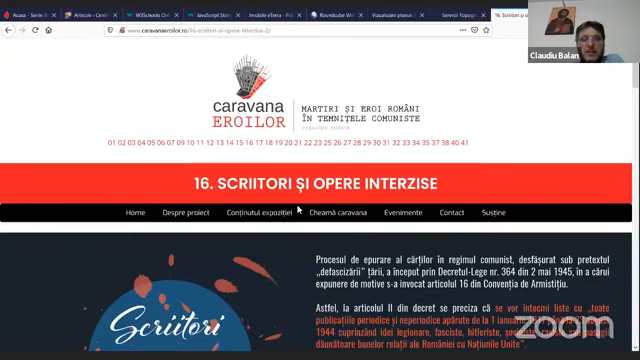 Acasa - Serie S
Articole - Centr
W3Schools Onl
JavaScript Stat
Imobile eTerra
Roundcube We
Vizualizare planuri
Servicii Topogr
16. Scriitori și o
www.caravanaeroilor.ro/16-scriitori-si-opere-interzise-2/
Claudiu Balan
caravana
EROILOR
MARTIRI ȘI EROI ROMÂNI
ÎN TEMNIȚELE COMUNISTE
expoziție mobilă
01 02 03 04 05 06 07 09 10 11 12 13 14 15 16 17 18 19 20 21 22 23 24 25 26 27 28 29 30 31 32 33 34 35 36 37 38 40 41
16. SCRIITORI ȘI OPERE INTERZISE
Home Despre proiect Conținutul expoziției Cheamă caravana Evenimente Contact Susține
Procesul de epurare al cărților în regimul comunist, desfășurat sub pretextul
„defascizării” țării, a început prin Decretul-Lege nr. 364 din 2 mai 1945, în a cărui
expunere de motive s-a invocat articolul 16 din Convenția de Armistițiu.
Astfel, la articolul II din decret se preciza că se vor întocmi liste cu „toate
publicațiile periodice și neperiodice apărute de la 1 ianuarie
1944 cuprinzând idei legionare, fasciste, hitleriste, pasagii
dăunătoare bunelor relații ale României cu Națiunile Unite”
Scriitori
zoom